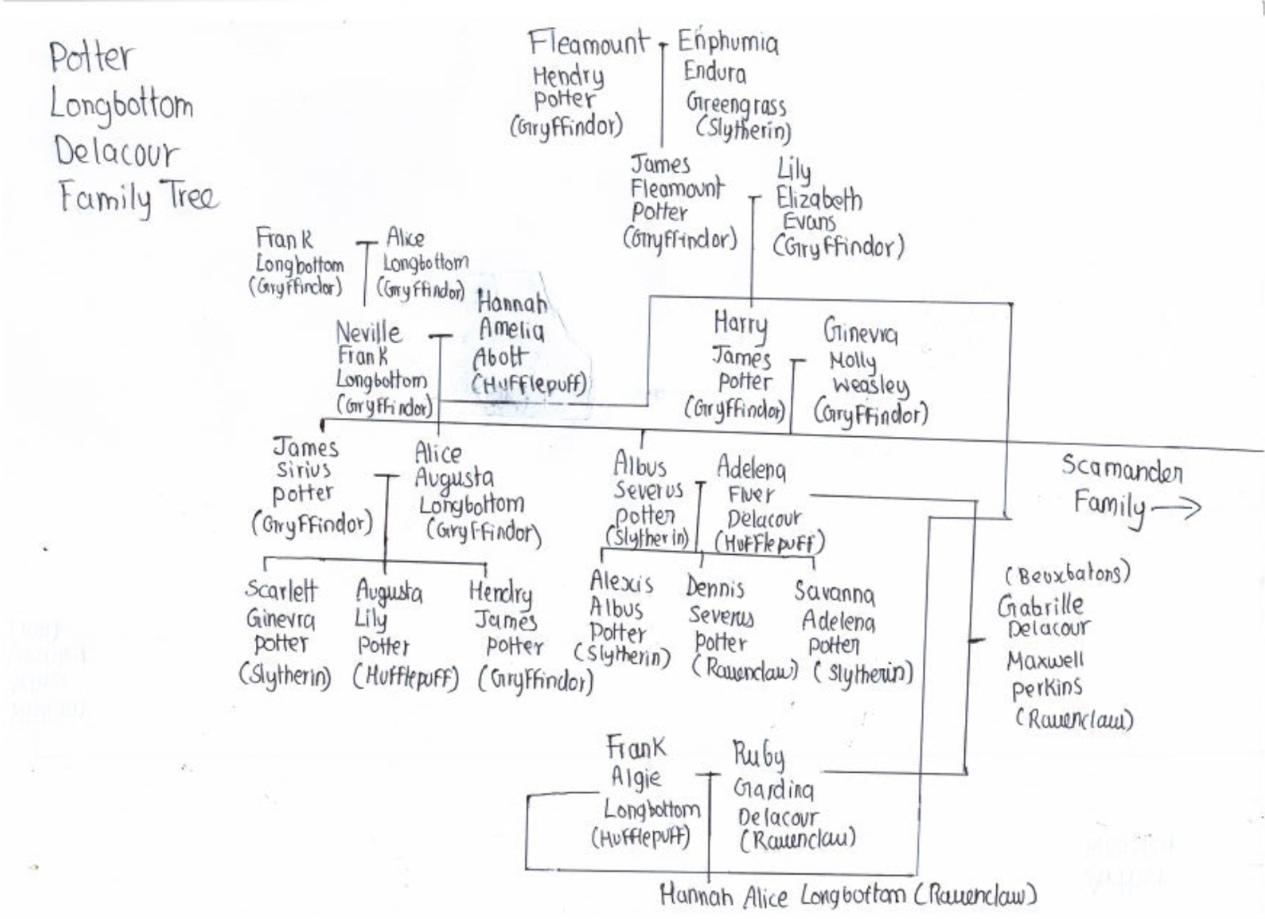 Potter
Longbottom
Delacour
Family Tree
Fleamount
Hendry
Potter
(Gryffindor)
Enphumia
Endura
Greengrass
(Slytherin)
James
Fleamount
Potter
(Gryffindor)
Lily
Elizabeth
Evans
(Gryffindor)
Frank
Longbottom
(Gryffindor)
Alice
Longbottom
(Gryffindor)
Neville
Frank
Longbottom
(Gryffindor)
Hannah
Amelia
Abott
(Hufflepuff)
Harry
James
Potter
(Gryffindor)
Ginevra
Molly
Weasley
(Gryffindor)
James
Sirius
Potter
(Gryffindor)
Alice
Augusta
Longbottom
(Gryffindor)
Albus
Severus
Potter
(Slytherin)
Adelena
Fluer
Delacour
(Hufflepuff)
Scamander
Family
Scarlett
Ginevra
Potter
(Slytherin)
Augusta
Lily
Potter
(Hufflepuff)
Hendry
James
Potter
(Gryffindor)
Alexis
Albus
Potter
(Slytherin)
Dennis
Severus
Potter
(Ravenclaw)
Savanna
Adelena
Potter
(Slytherin)
(Beuxbatons)
Gabrille
Delacour
Maxwell
Perkins
(Ravenclaw)
Frank
Algie
Longbottom
(Hufflepuff)
Ruby
Gardina
Delacour
(Ravenclaw)
Hannah Alice Longbottom (Ravenclaw)